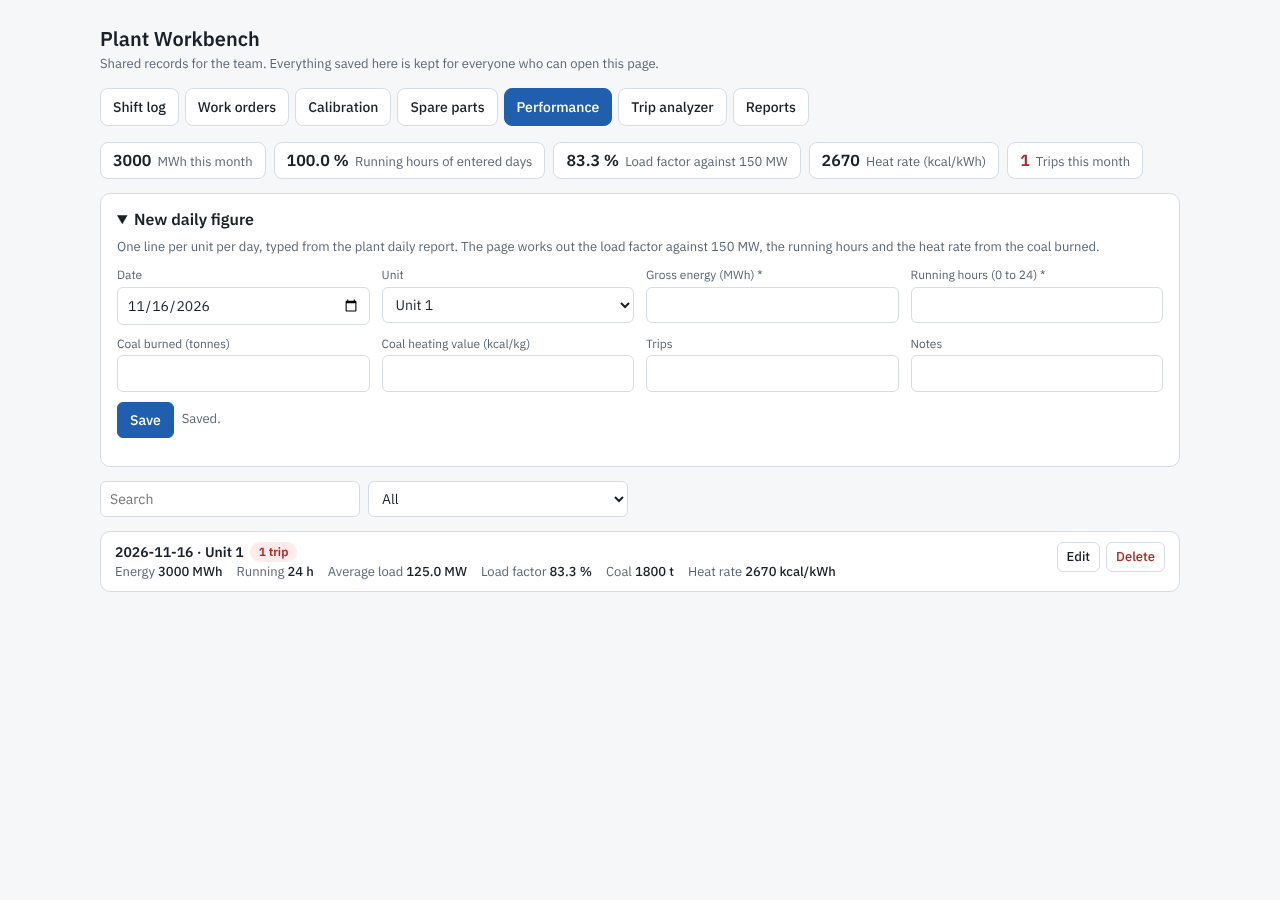 Plant Workbench
Shared records for the team. Everything saved here is kept for everyone who can open this page.
Shift log Work orders Calibration Spare parts Performance Trip analyzer Reports
3000 MWh this month 100.0 % Running hours of entered days 83.3 % Load factor against 150 MW 2670 Heat rate (kcal/kWh) 1 Trips this month
▼ New daily figure
One line per unit per day, typed from the plant daily report. The page works out the load factor against 150 MW, the running hours and the heat rate from the coal burned.
Date Unit Gross energy (MWh) * Running hours (0 to 24) *
11/16/2026 Unit 1
Coal burned (tonnes) Coal heating value (kcal/kg) Trips Notes
Save Saved.
Search All
2026-11-16 · Unit 1 1 trip Edit Delete
Energy 3000 MWh Running 24 h Average load 125.0 MW Load factor 83.3 % Coal 1800 t Heat rate 2670 kcal/kWh